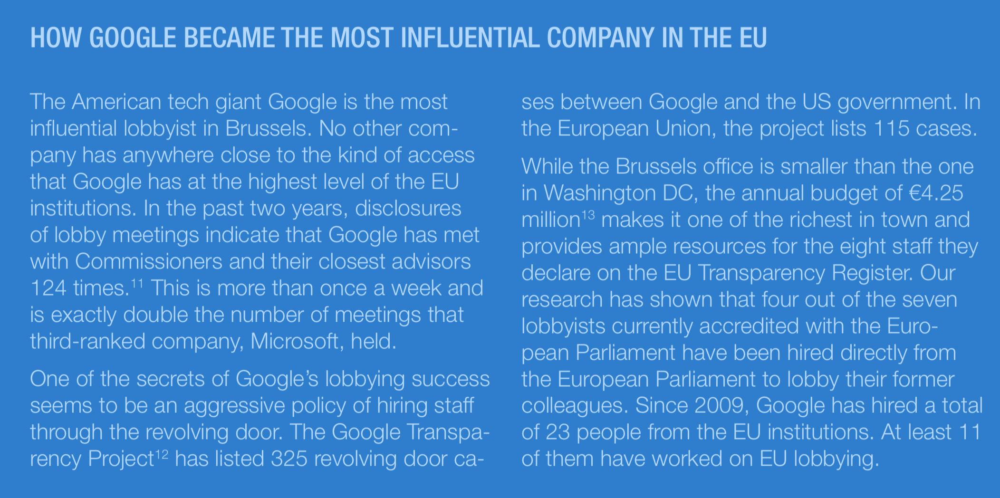 HOW GOOGLE BECAME THE MOST INFLUENTIAL COMPANY IN THE EU
The American tech giant Google is the most
influential lobbyist in Brussels. No other com-
pany has anywhere close to the kind of access
that Google has at the highest level of the EU
institutions. In the past two years, disclosures
of lobby meetings indicate that Google has met
with Commissioners and their closest advisors
124 times.¹¹ This is more than once a week and
is exactly double the number of meetings that
third-ranked company, Microsoft, held.
One of the secrets of Google’s lobbying success
seems to be an aggressive policy of hiring staff
through the revolving door. The Google Transpa-
rency Project¹² has listed 325 revolving door ca-
ses between Google and the US government. In
the European Union, the project lists 115 cases.
While the Brussels office is smaller than the one
in Washington DC, the annual budget of €4.25
million¹³ makes it one of the richest in town and
provides ample resources for the eight staff they
declare on the EU Transparency Register. Our
research has shown that four out of the seven
lobbyists currently accredited with the Euro-
pean Parliament have been hired directly from
the European Parliament to lobby their former
colleagues. Since 2009, Google has hired a total
of 23 people from the EU institutions. At least 11
of them have worked on EU lobbying.